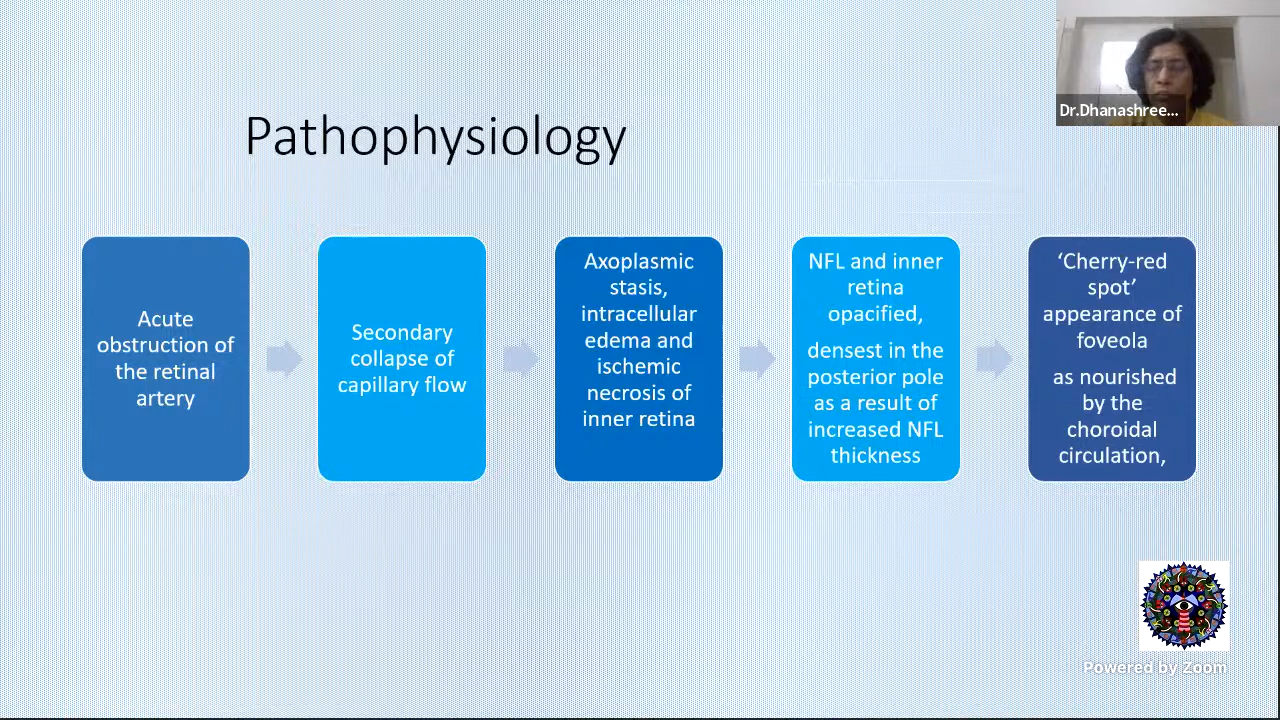 Dr.Dhanashree...
Pathophysiology
Acute
obstruction of
the retinal
artery
Secondary
collapse of
capillary flow
Axoplasmic
stasis,
intracellular
edema and
ischemic
necrosis of
inner retina
NFL and inner
retina
opacified,
densest in the
posterior pole
as a result of
increased NFL
thickness
‘Cherry-red
spot’
appearance of
foveola
as nourished
by the
choroidal
circulation,
Powered by Zoom